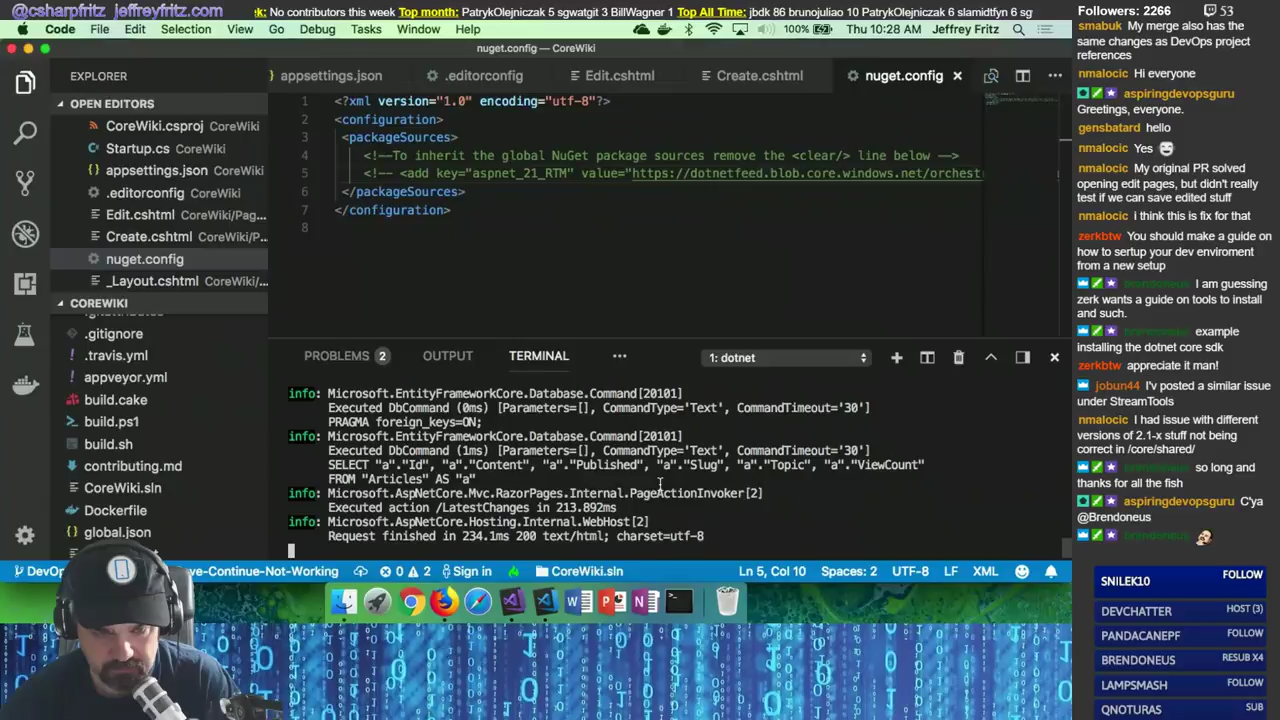 @csharpfritz jeffreyfritz.com
k: No contributors this week Top month: PatrykOlejniczak 5 sgwatgit 3 BillWagner 1 Top All Time: jbdk 86 brunojuliao 10 PatrykOlejniczak 6 slamidtfyn 6 sg
Followers: 2266 53
Code File Edit Selection View Go Debug Tasks Window Help 100% Thu 10:28 AM Jeffrey Fritz
nuget.config — CoreWiki
EXPLORER
appsettings.json .editorconfig Edit.cshtml Create.cshtml nuget.config
OPEN EDITORS
CoreWiki.csproj CoreWiki
Startup.cs CoreWiki
appsettings.json CoreWiki
.editorconfig CoreWiki
Edit.cshtml CoreWiki/Pag...
Create.cshtml CoreWiki/P...
nuget.config
_Layout.cshtml CoreWiki/...
COREWIKI
.gitattributes
.gitignore
.travis.yml
appveyor.yml
build.cake
build.ps1
build.sh
contributing.md
CoreWiki.sln
Dockerfile
global.json
1 <?xml version="1.0" encoding="utf-8"?>
2 <configuration>
3 <packageSources>
4 <!--To inherit the global NuGet package sources remove the <clear/> line below -->
5 <!-- <add key="aspnet_21_RTM" value="https://dotnetfeed.blob.core.windows.net/orchest
6 </packageSources>
7 </configuration>
8
PROBLEMS 2 OUTPUT TERMINAL ... 1: dotnet
info: Microsoft.EntityFrameworkCore.Database.Command[20101]
Executed DbCommand (0ms) [Parameters=[], CommandType='Text', CommandTimeout='30']
PRAGMA foreign_keys=ON;
info: Microsoft.EntityFrameworkCore.Database.Command[20101]
Executed DbCommand (1ms) [Parameters=[], CommandType='Text', CommandTimeout='30']
SELECT "a"."Id", "a"."Content", "a"."Published", "a"."Slug", "a"."Topic", "a"."ViewCount"
FROM "Articles" AS "a"
info: Microsoft.AspNetCore.Mvc.RazorPages.Internal.PageActionInvoker[2]
Executed action /LatestChanges in 213.892ms
info: Microsoft.AspNetCore.Hosting.Internal.WebHost[2]
Request finished in 234.1ms 200 text/html; charset=utf-8
DevO ve-Continue-Not-Working 0 2 Sign in CoreWiki.sln Ln 5, Col 10 Spaces: 2 UTF-8 LF XML
smabuk My merge also has
the same changes as DevOps project
references
nmalocic Hi everyone
aspiringdevopsguru
Greetings, everyone.
gensbatard hello
nmalocic Yes
nmalocic My original PR solved
opening edit pages, but didn't really
test if we can save edited stuff
nmalocic i think this is fix for that
zerkbtw You should make a guide on
how to sertup your dev enviroment
from a new setup
brendoneus I am guessing
zerk wants a guide on tools to install
and such.
brendoneus example
installing the dotnet core sdk
zerkbtw appreciate it man!
jobun44 I'v posted a similar issue
under StreamTools
nmalocic I had issue with different
versions of 2.1-x stuff not being
correct in /core/shared/
brendoneus so long and
thanks for all the fish
aspiringdevopsguru C'ya
@Brendoneus
brendoneus
SNILEK10 FOLLOW
DEVCHATTER HOST (3)
PANDACANEPF FOLLOW
BRENDONEUS RESUB X4
LAMPSMASH FOLLOW
QNOTURAS SUB